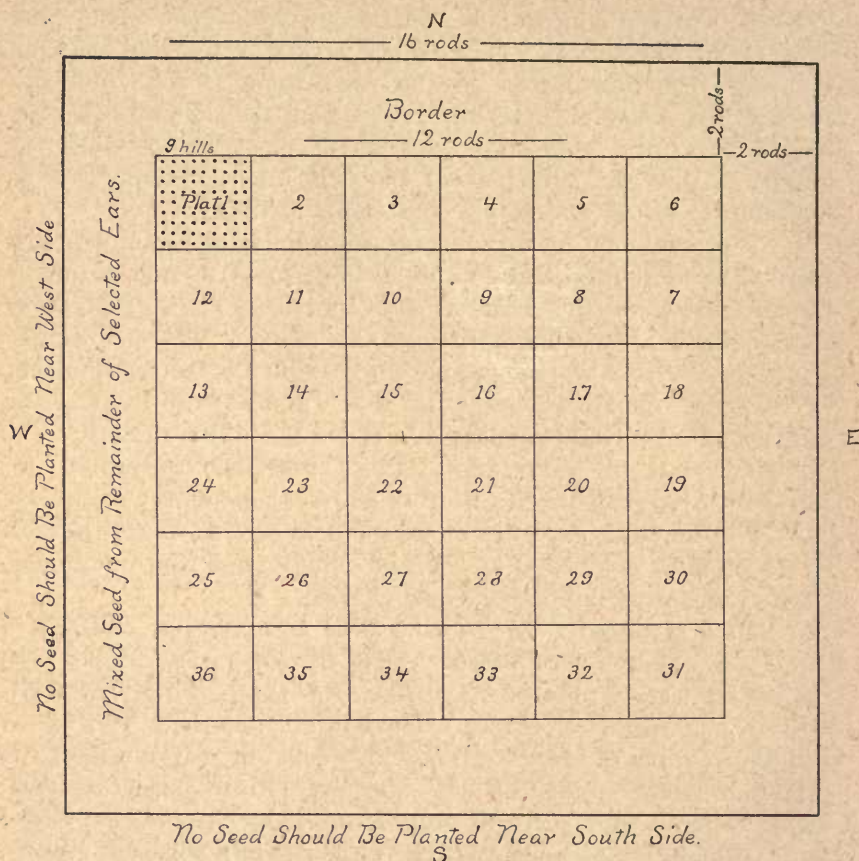 N
16 rods
Border
12 rods
2 rods
2 rods
9 hills
Plat 1 2 3 4 5 6
12 11 10 9 8 7
13 14 15 16 17 18
24 23 22 21 20 19
25 26 27 28 29 30
36 35 34 33 32 31
W
No Seed Should Be Planted Near West Side
Mixed Seed from Remainder of Selected Ears.
E
No Seed Should Be Planted Near South Side.
S